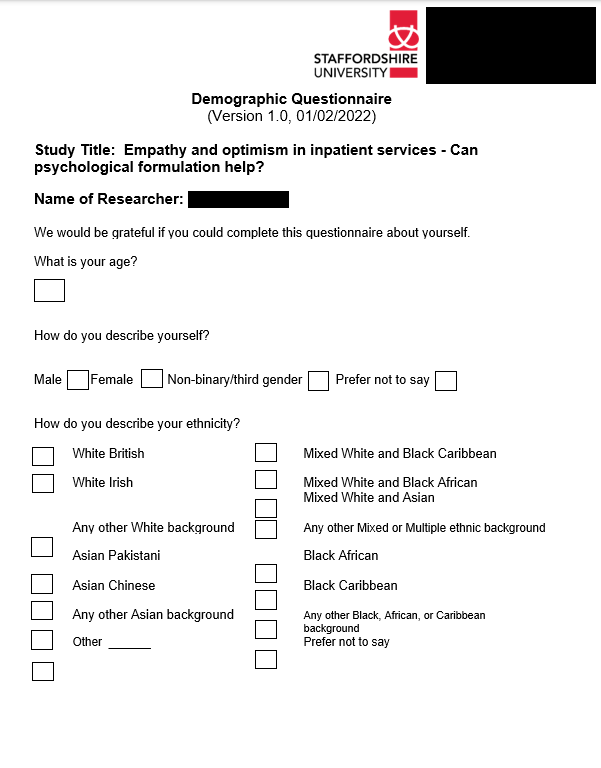 STAFFORDSHIRE
UNIVERSITY
Demographic Questionnaire
(Version 1.0, 01/02/2022)
Study Title: Empathy and optimism in inpatient services - Can
psychological formulation help?
Name of Researcher:
We would be grateful if you could complete this questionnaire about yourself.
What is your age?
How do you describe yourself?
Male Female Non-binary/third gender Prefer not to say
How do you describe your ethnicity?
White British
White Irish
Any other White background
Asian Pakistani
Asian Chinese
Any other Asian background
Other ______
Mixed White and Black Caribbean
Mixed White and Black African
Mixed White and Asian
Any other Mixed or Multiple ethnic background
Black African
Black Caribbean
Any other Black, African, or Caribbean
background
Prefer not to say